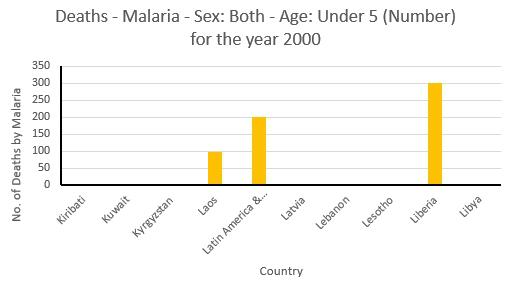 Deaths - Malaria - Sex: Both - Age: Under 5 (Number)
for the year 2000
No. of Deaths by Malaria
350
300
250
200
150
100
50
0
Kiribati
Kuwait
Kyrgyzstan
Laos
Latin America &...
Latvia
Lebanon
Lesotho
Liberia
Libya
Country